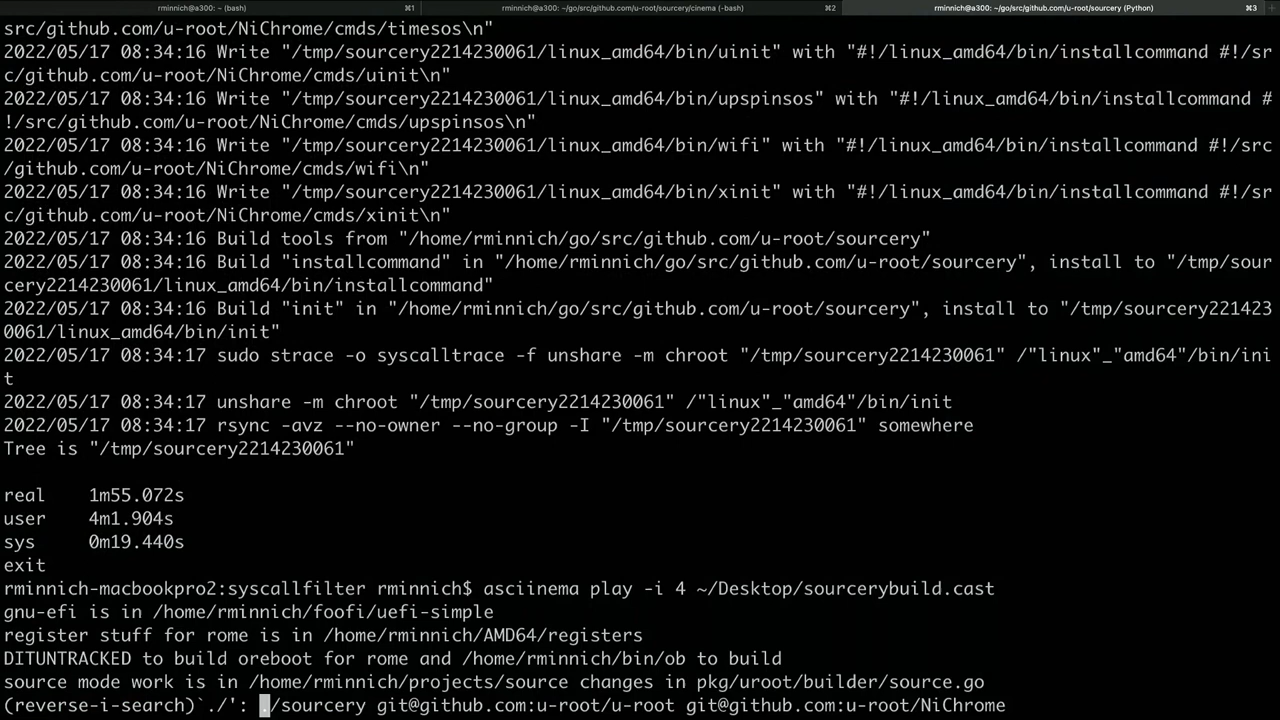 rminnich@a300: ~ (bash) ⌘1 rminnich@a300: ~/go/src/github.com/u-root/sourcery/cinema (-bash) ⌘2 rminnich@a300: ~/go/src/github.com/u-root/sourcery (Python) ⌘3
src/github.com/u-root/NiChrome/cmds/timesos\n"
2022/05/17 08:34:16 Write "/tmp/sourcery2214230061/linux_amd64/bin/uinit" with "#!/linux_amd64/bin/installcommand #!/sr
c/github.com/u-root/NiChrome/cmds/uinit\n"
2022/05/17 08:34:16 Write "/tmp/sourcery2214230061/linux_amd64/bin/upspinsos" with "#!/linux_amd64/bin/installcommand #
!/src/github.com/u-root/NiChrome/cmds/upspinsos\n"
2022/05/17 08:34:16 Write "/tmp/sourcery2214230061/linux_amd64/bin/wifi" with "#!/linux_amd64/bin/installcommand #!/src
/github.com/u-root/NiChrome/cmds/wifi\n"
2022/05/17 08:34:16 Write "/tmp/sourcery2214230061/linux_amd64/bin/xinit" with "#!/linux_amd64/bin/installcommand #!/sr
c/github.com/u-root/NiChrome/cmds/xinit\n"
2022/05/17 08:34:16 Build tools from "/home/rminnich/go/src/github.com/u-root/sourcery"
2022/05/17 08:34:16 Build "installcommand" in "/home/rminnich/go/src/github.com/u-root/sourcery", install to "/tmp/sour
cery2214230061/linux_amd64/bin/installcommand"
2022/05/17 08:34:16 Build "init" in "/home/rminnich/go/src/github.com/u-root/sourcery", install to "/tmp/sourcery221423
0061/linux_amd64/bin/init"
2022/05/17 08:34:17 sudo strace -o syscalltrace -f unshare -m chroot "/tmp/sourcery2214230061" /"linux"_"amd64"/bin/ini
t
2022/05/17 08:34:17 unshare -m chroot "/tmp/sourcery2214230061" /"linux"_"amd64"/bin/init
2022/05/17 08:34:17 rsync -avz --no-owner --no-group -I "/tmp/sourcery2214230061" somewhere
Tree is "/tmp/sourcery2214230061"
real 1m55.072s
user 4m1.904s
sys 0m19.440s
exit
rminnich-macbookpro2:syscallfilter rminnich$ asciinema play -i 4 ~/Desktop/sourcerybuild.cast
gnu-efi is in /home/rminnich/foofi/uefi-simple
register stuff for rome is in /home/rminnich/AMD64/registers
DITUNTRACKED to build oreboot for rome and /home/rminnich/bin/ob to build
source mode work is in /home/rminnich/projects/source changes in pkg/uroot/builder/source.go
(reverse-i-search)`./': ./sourcery git@github.com:u-root/u-root git@github.com:u-root/NiChrome